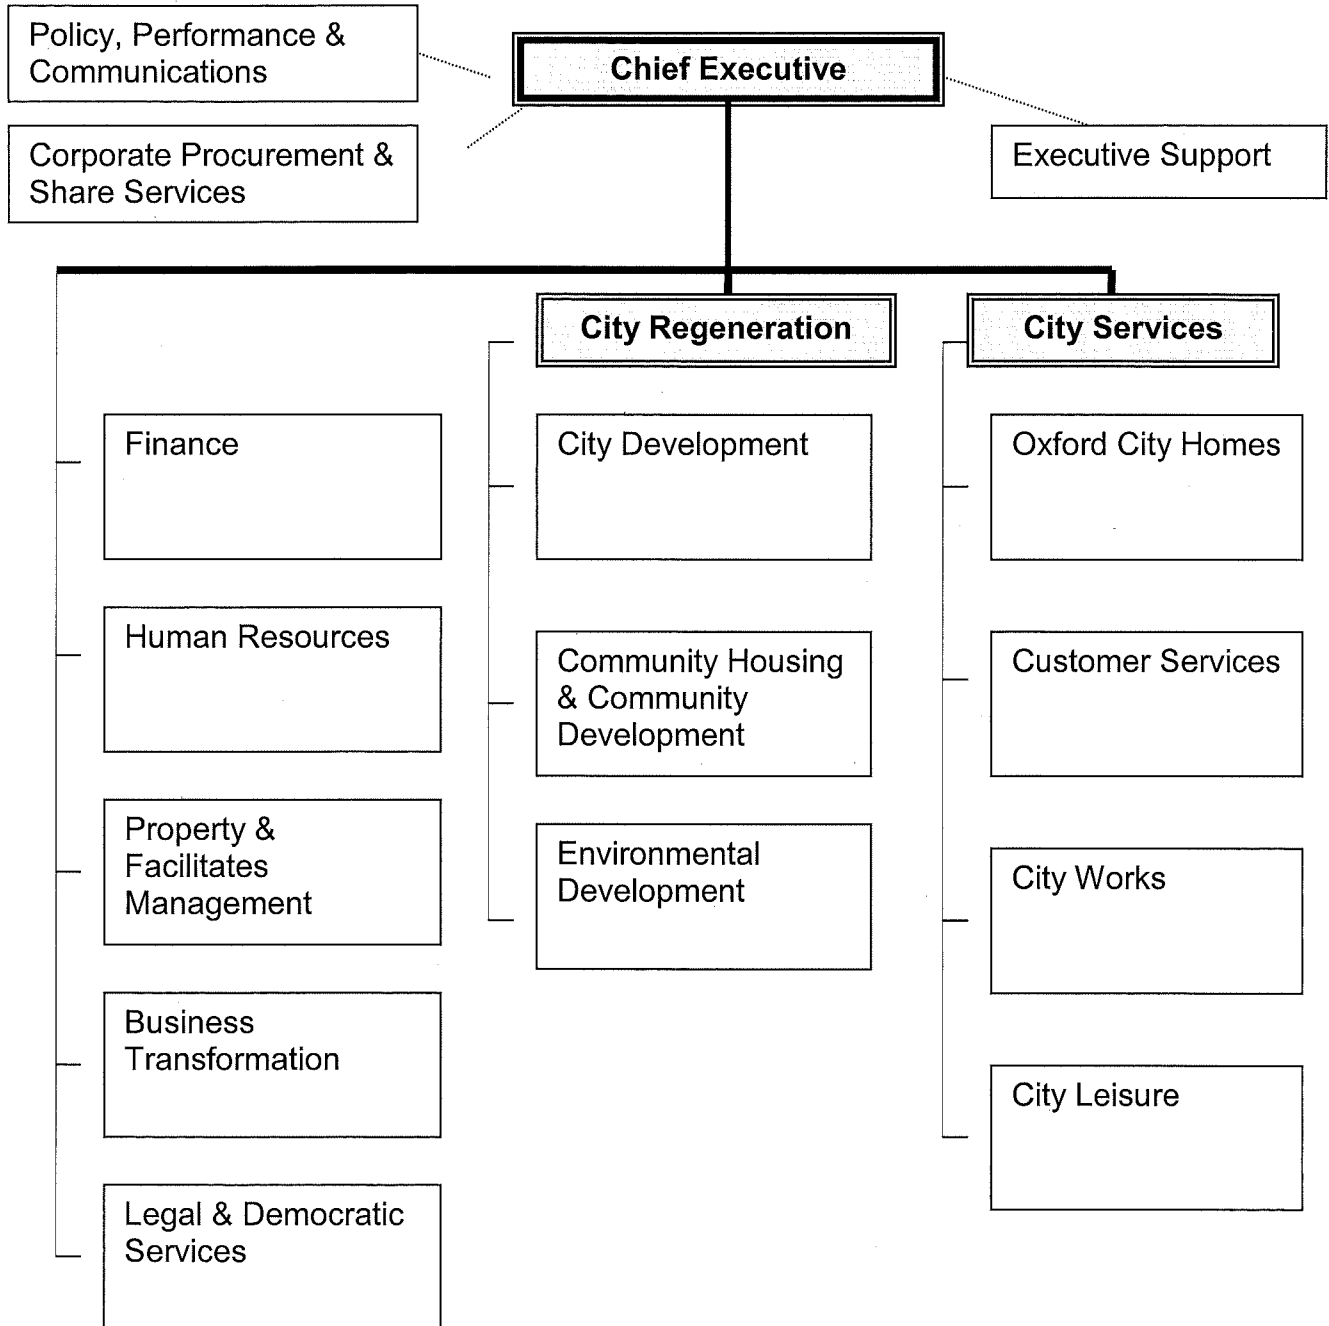 Policy, Performance &
Communications
Chief Executive
Corporate Procurement &
Share Services
Executive Support
City Regeneration
City Services
Finance
Human Resources
Property &
Facilitates
Management
Business
Transformation
Legal & Democratic
Services
City Development
Community Housing
& Community
Development
Environmental
Development
Oxford City Homes
Customer Services
City Works
City Leisure